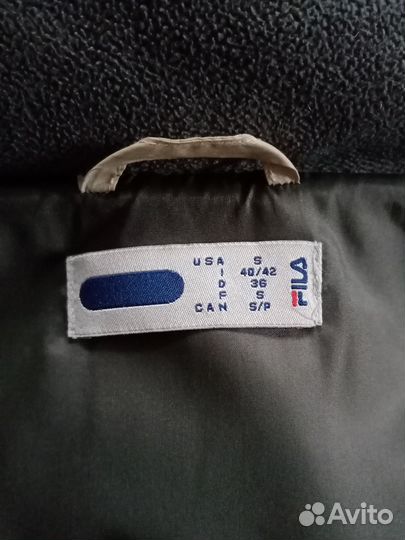 USA S
I 40/42
D 36
F S
CAN S/P
FILA
Avito